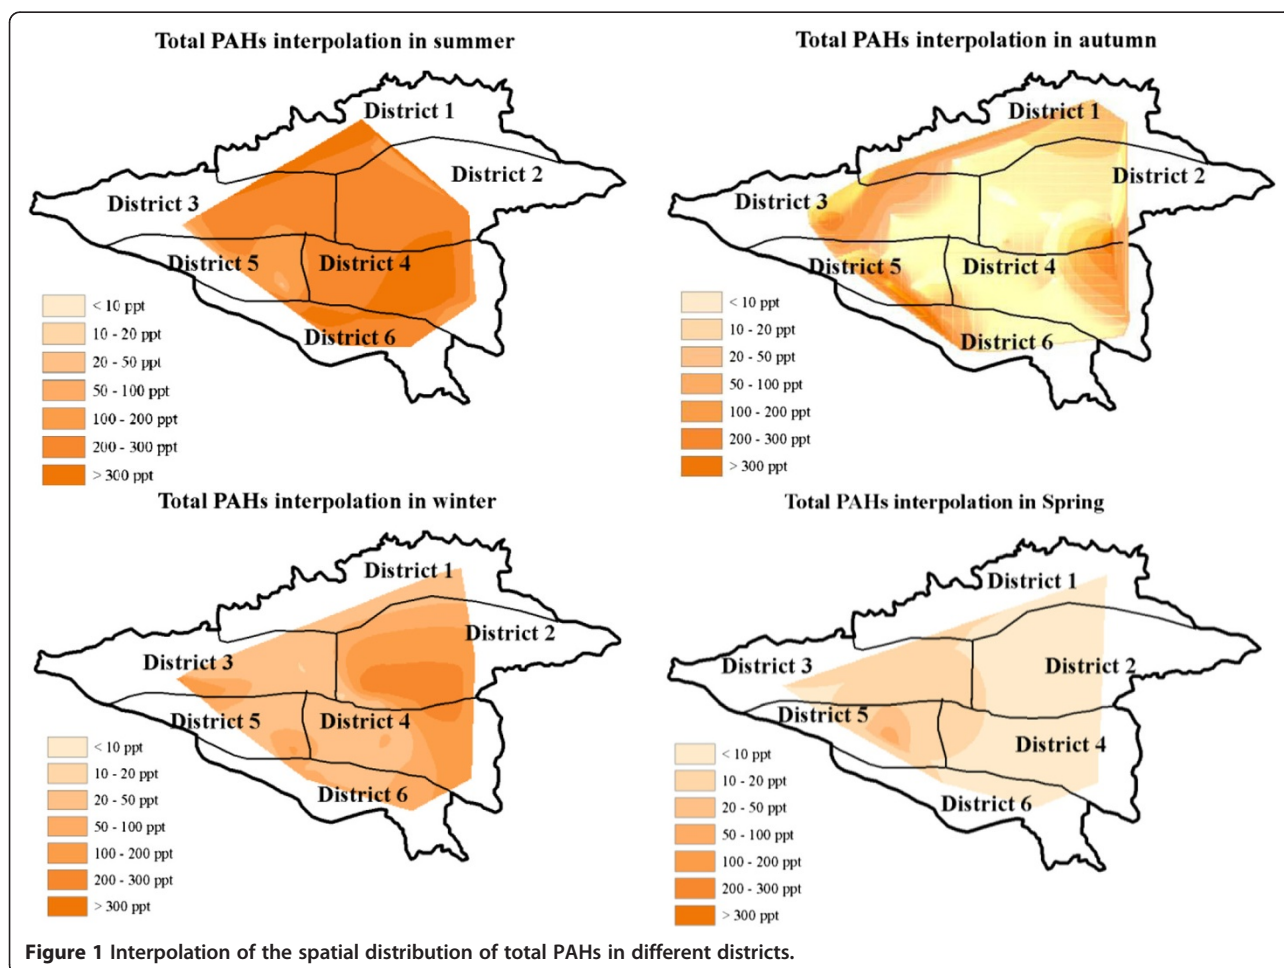 Total PAHs interpolation in summer
District 1
District 2
District 3
District 5
District 4
District 6
< 10 ppt
10 - 20 ppt
20 - 50 ppt
50 - 100 ppt
100 - 200 ppt
200 - 300 ppt
> 300 ppt
Total PAHs interpolation in autumn
District 1
District 2
District 3
District 5
District 4
District 6
< 10 ppt
10 - 20 ppt
20 - 50 ppt
50 - 100 ppt
100 - 200 ppt
200 - 300 ppt
> 300 ppt
Total PAHs interpolation in winter
District 1
District 2
District 3
District 5
District 4
District 6
< 10 ppt
10 - 20 ppt
20 - 50 ppt
50 - 100 ppt
100 - 200 ppt
200 - 300 ppt
> 300 ppt
Total PAHs interpolation in Spring
District 1
District 3
District 2
District 5
District 4
District 6
< 10 ppt
10 - 20 ppt
20 - 50 ppt
50 - 100 ppt
100 - 200 ppt
200 - 300 ppt
> 300 ppt
Figure 1 Interpolation of the spatial distribution of total PAHs in different districts.